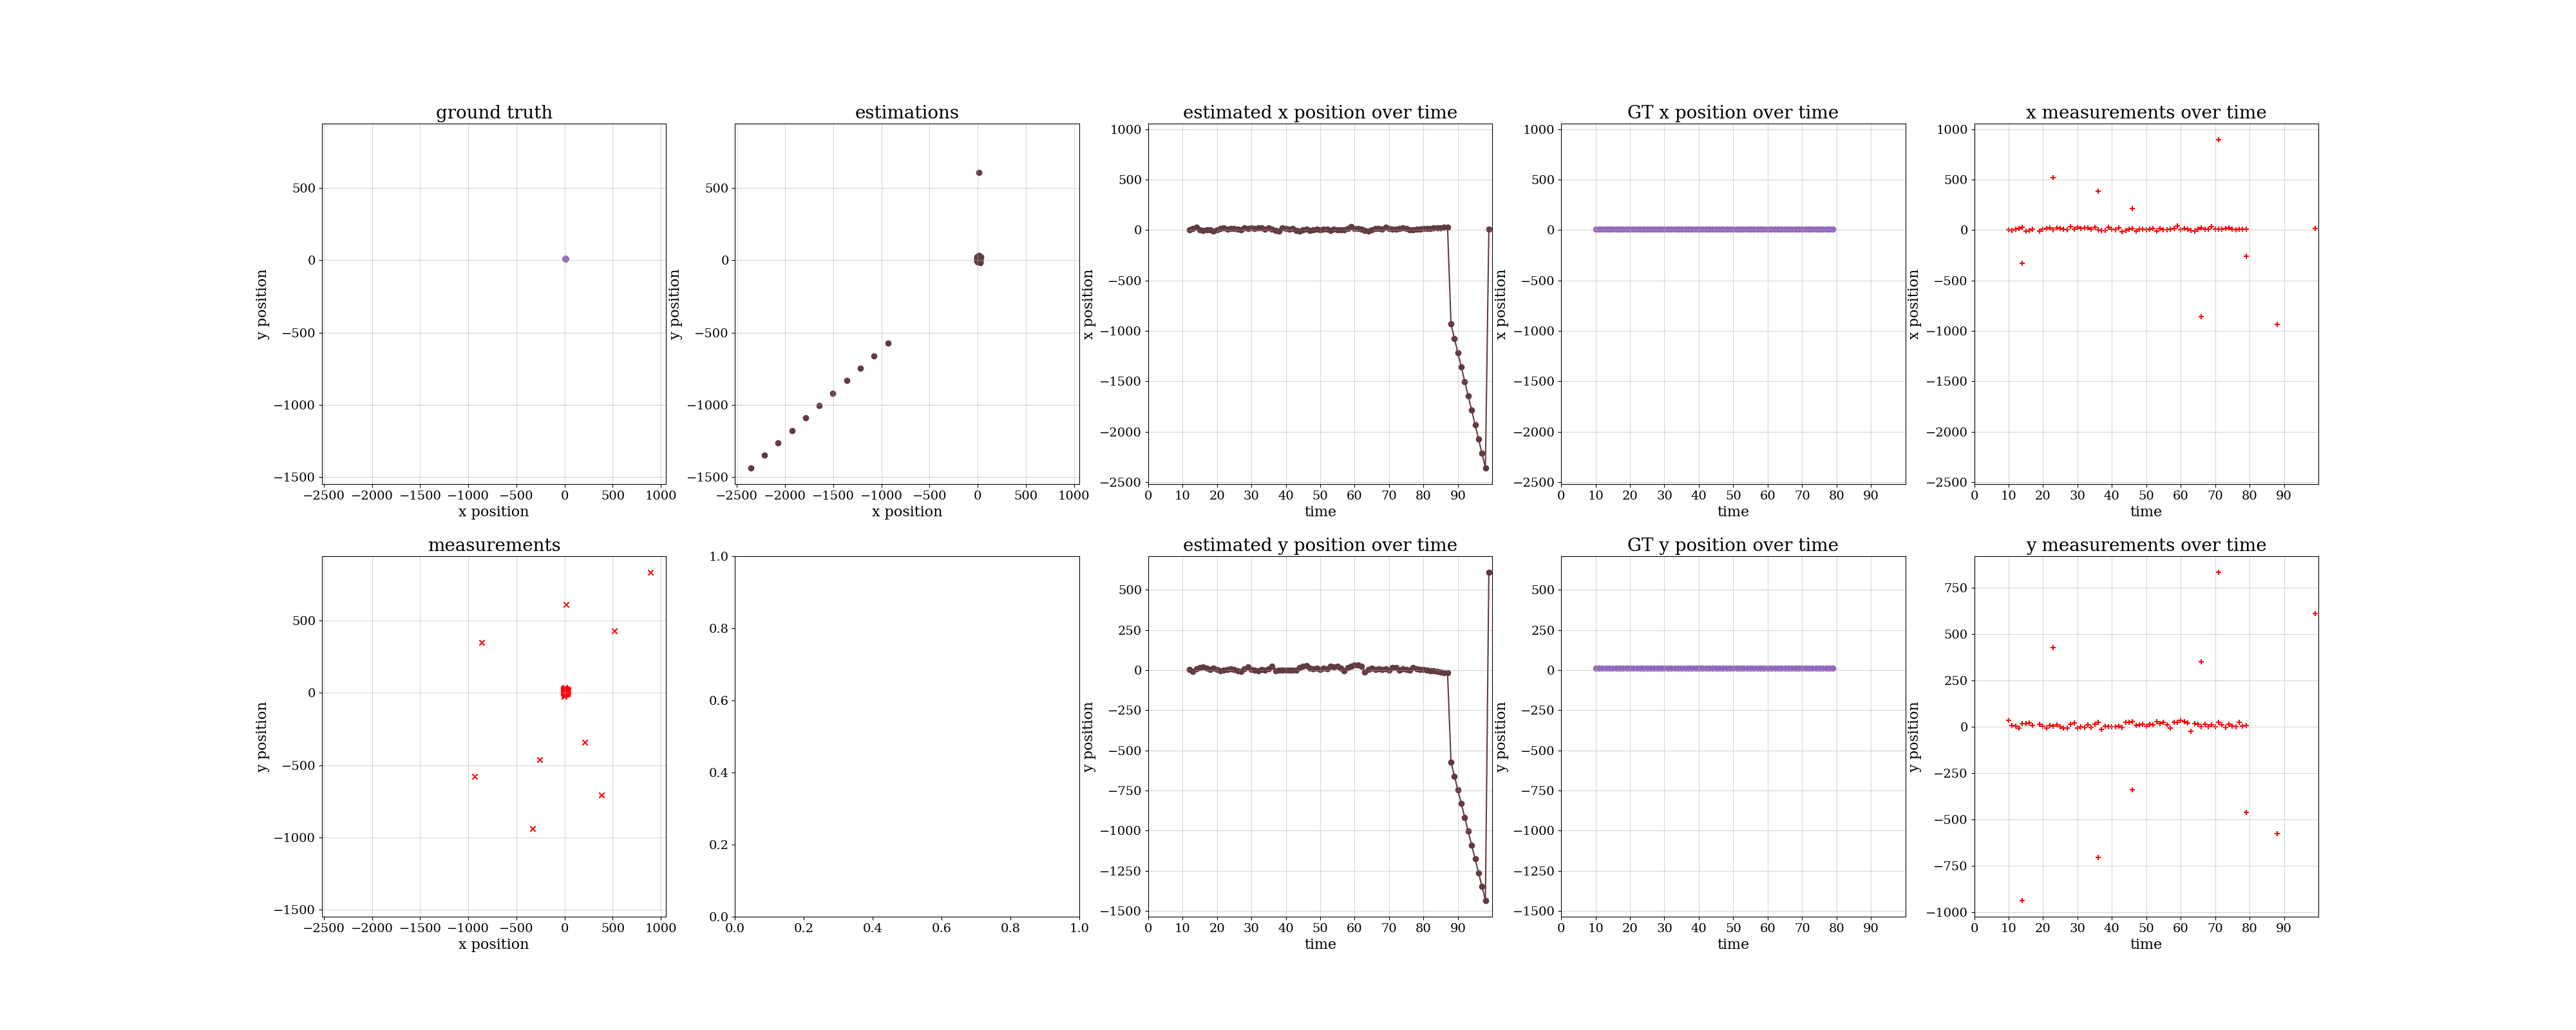 ground truth
estimations
estimated x position over time
GT x position over time
x measurements over time
500
0
−500
−1000
−1500
−2500 −2000 −1500 −1000 −500 0 500 1000
x position
y position
500
0
−500
−1000
−1500
−2500 −2000 −1500 −1000 −500 0 500 1000
x position
y position
1000
500
0
−500
−1000
−1500
−2000
−2500
0 10 20 30 40 50 60 70 80 90
time
x position
1000
500
0
−500
−1000
−1500
−2000
−2500
0 10 20 30 40 50 60 70 80 90
time
x position
1000
500
0
−500
−1000
−1500
−2000
−2500
0 10 20 30 40 50 60 70 80 90
time
x position
measurements
estimated y position over time
GT y position over time
y measurements over time
500
0
−500
−1000
−1500
−2500 −2000 −1500 −1000 −500 0 500 1000
x position
y position
1.0
0.8
0.6
0.4
0.2
0.0
0.0 0.2 0.4 0.6 0.8 1.0
500
250
0
−250
−500
−750
−1000
−1250
−1500
0 10 20 30 40 50 60 70 80 90
time
y position
500
250
0
−250
−500
−750
−1000
−1250
−1500
0 10 20 30 40 50 60 70 80 90
time
y position
750
500
250
0
−250
−500
−750
−1000
0 10 20 30 40 50 60 70 80 90
time
y position